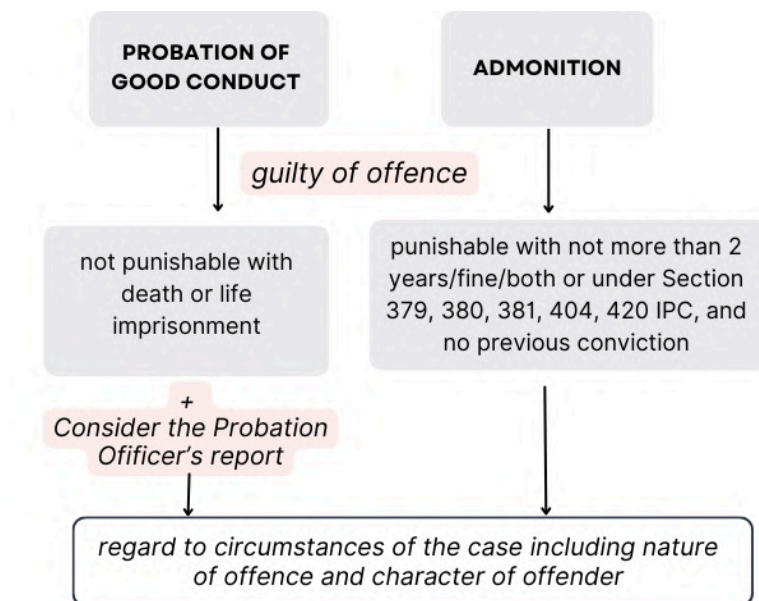 PROBATION OF
GOOD CONDUCT
ADMONITION
guilty of offence
not punishable with
death or life
imprisonment
punishable with not more than 2
years/fine/both or under Section
379, 380, 381, 404, 420 IPC, and
no previous conviction
+
Consider the Probation
Ofificer's report
regard to circumstances of the case including nature
of offence and character of offender